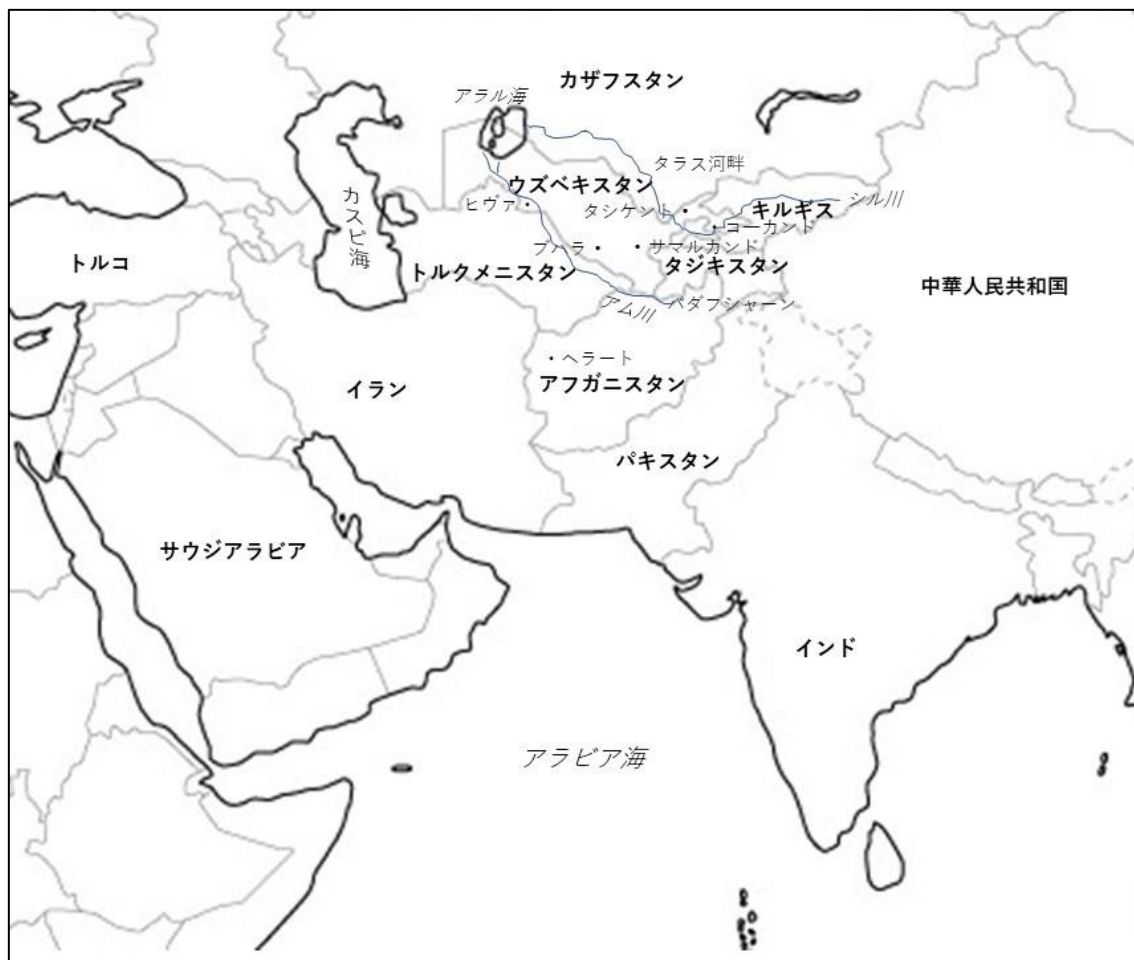 カザフスタン
アラル海
タラス河畔
カスピ海
ウズベキスタン
ヒヴァ・
タシケント・
キルギス
シル川
・コーカンド
ブハラ・
・サマルカンド
トルコ
トルクメニスタン
タジキスタン
中華人民共和国
アム川
バダフシャーン
・ヘラート
アフガニスタン
イラン
パキスタン
サウジアラビア
インド
アラビア海